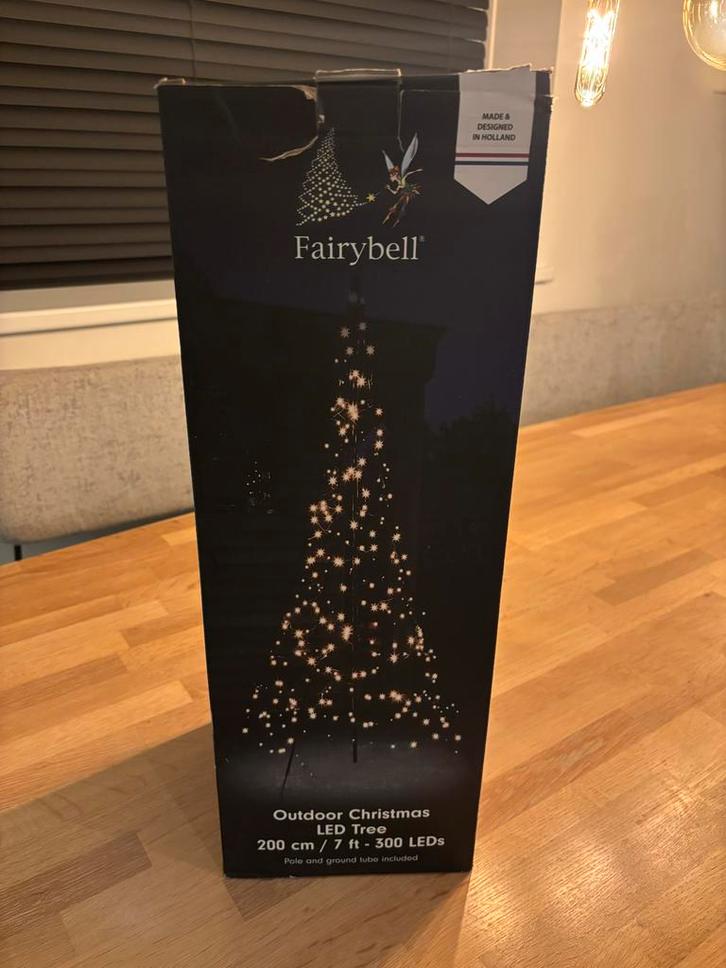 MADE &
DESIGNED
IN HOLLAND
Fairybell®
Outdoor Christmas
LED Tree
200 cm / 7 ft - 300 LEDs
Pole and ground tube included